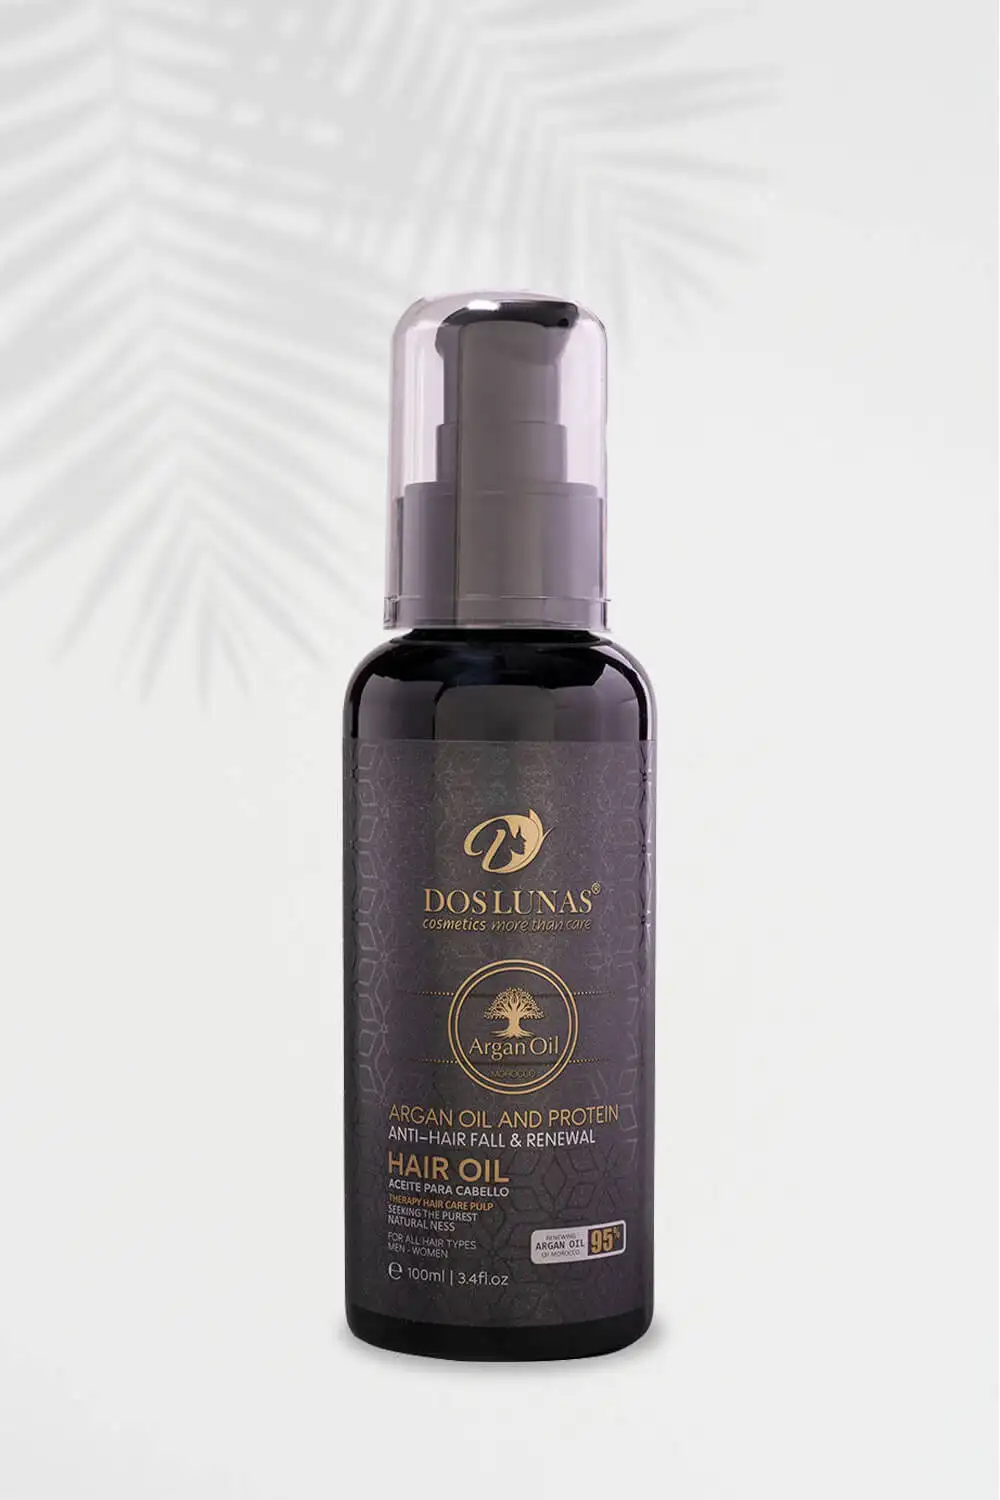 DOSLUNAS®
cosmetics more than care
Argan Oil
MOROCCO
ARGAN OIL AND PROTEIN
ANTI-HAIR FALL & RENEWAL
HAIR OIL
ACEITE PARA CABELLO
THERAPY HAIR CARE PULP
SEEKING THE PUREST
NATURAL NESS
FOR ALL HAIR TYPES
MEN - WOMEN
RENEWING
ARGAN OIL 95%
OF MOROCCO
℮ 100ml | 3.4fl.oz